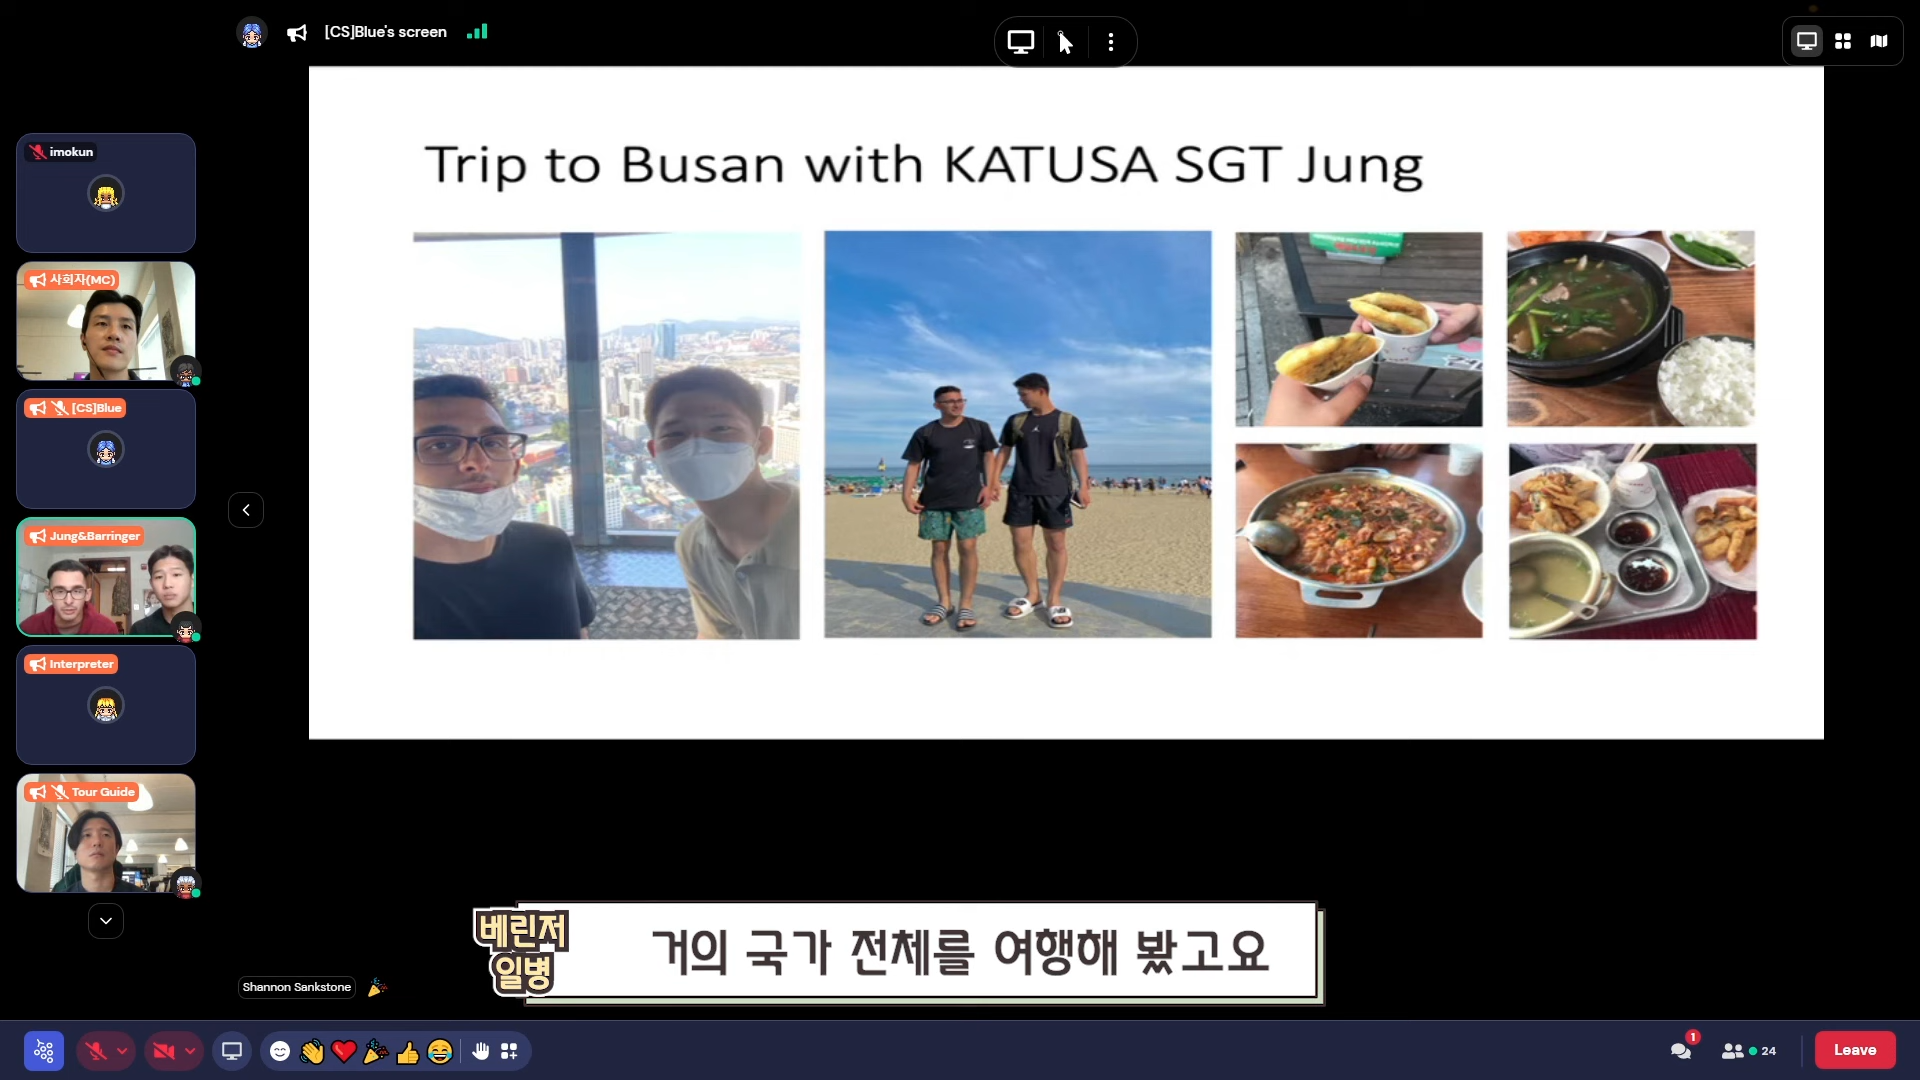 [CS]Blue's screen
imokun
사회자(MC)
[CS]Blue
Jung&Barringer
Interpreter
Tour Guide
Trip to Busan with KATUSA SGT Jung
베린저
일병
거의 국가 전체를 여행해 봤고요
Shannon Sankstone
1
24
Leave